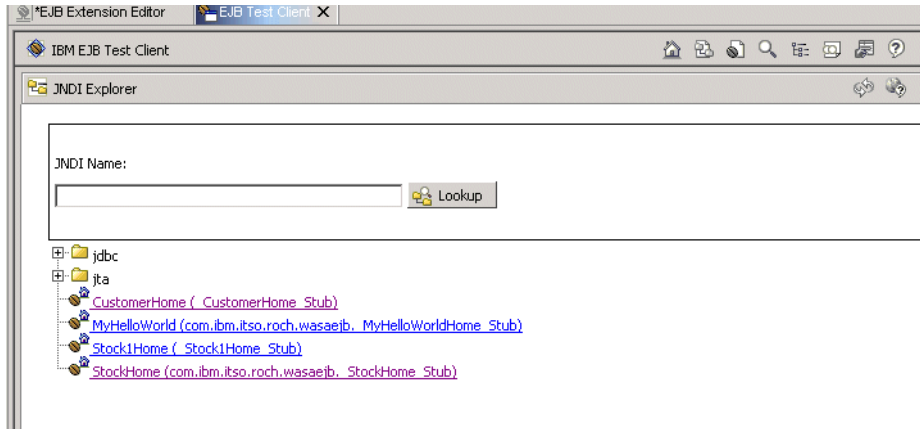 *EJB Extension Editor
EJB Test Client X
IBM EJB Test Client
JNDI Explorer
JNDI Name:
Lookup
jdbc
jta
CustomerHome (_CustomerHome_Stub)
MyHelloWorld (com.ibm.itso.roch.wasaejb._MyHelloWorldHome_Stub)
Stock1Home (_Stock1Home_Stub)
StockHome (com.ibm.itso.roch.wasaejb._StockHome_Stub)